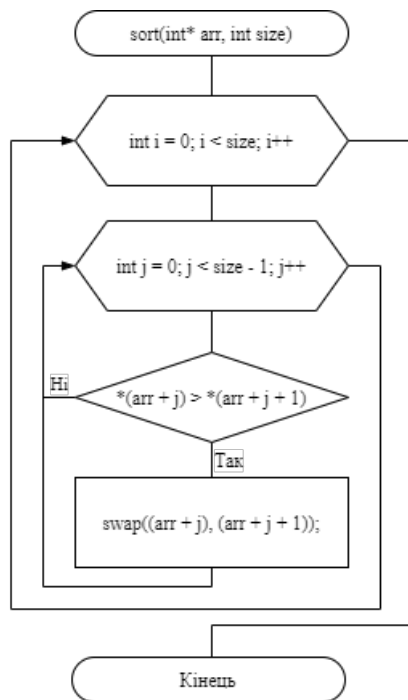 sort(int* arr, int size)
int i = 0; i < size; i++
int j = 0; j < size - 1; j++
Ні
*(arr + j) > *(arr + j + 1)
Так
swap((arr + j), (arr + j + 1));
Кінець